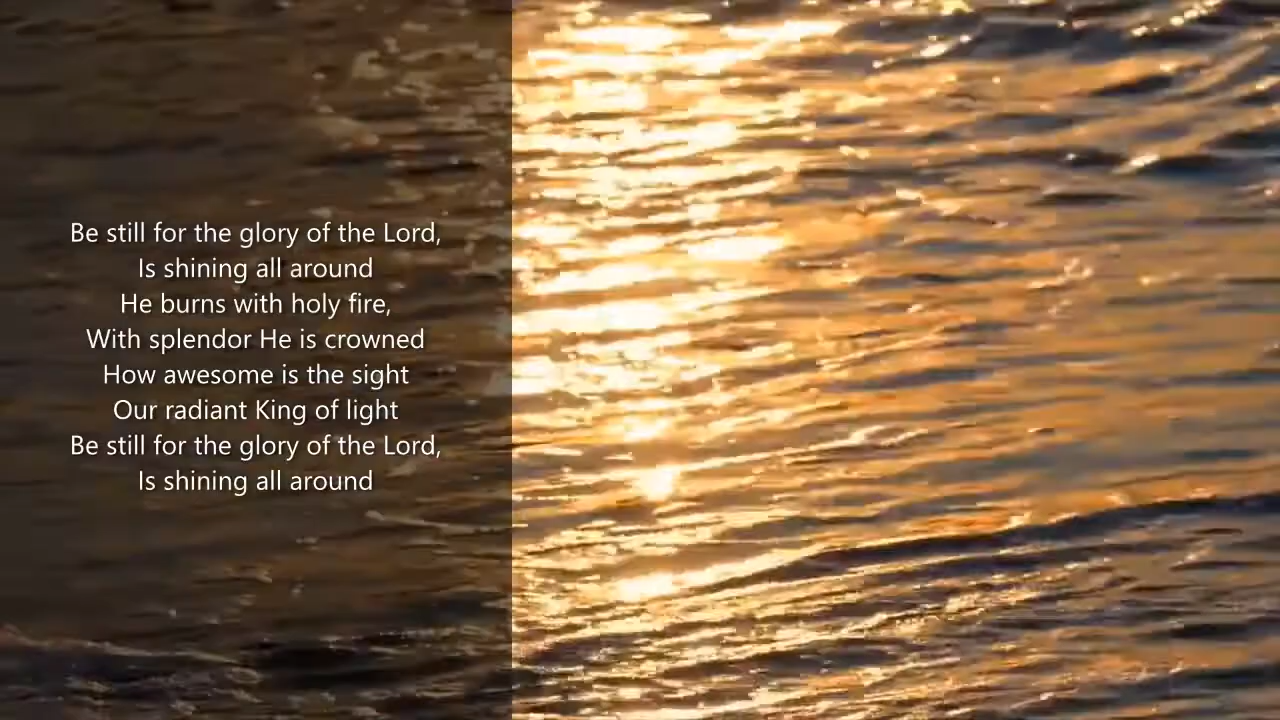 Be still for the glory of the Lord,
Is shining all around
He burns with holy fire,
With splendor He is crowned
How awesome is the sight
Our radiant King of light
Be still for the glory of the Lord,
Is shining all around